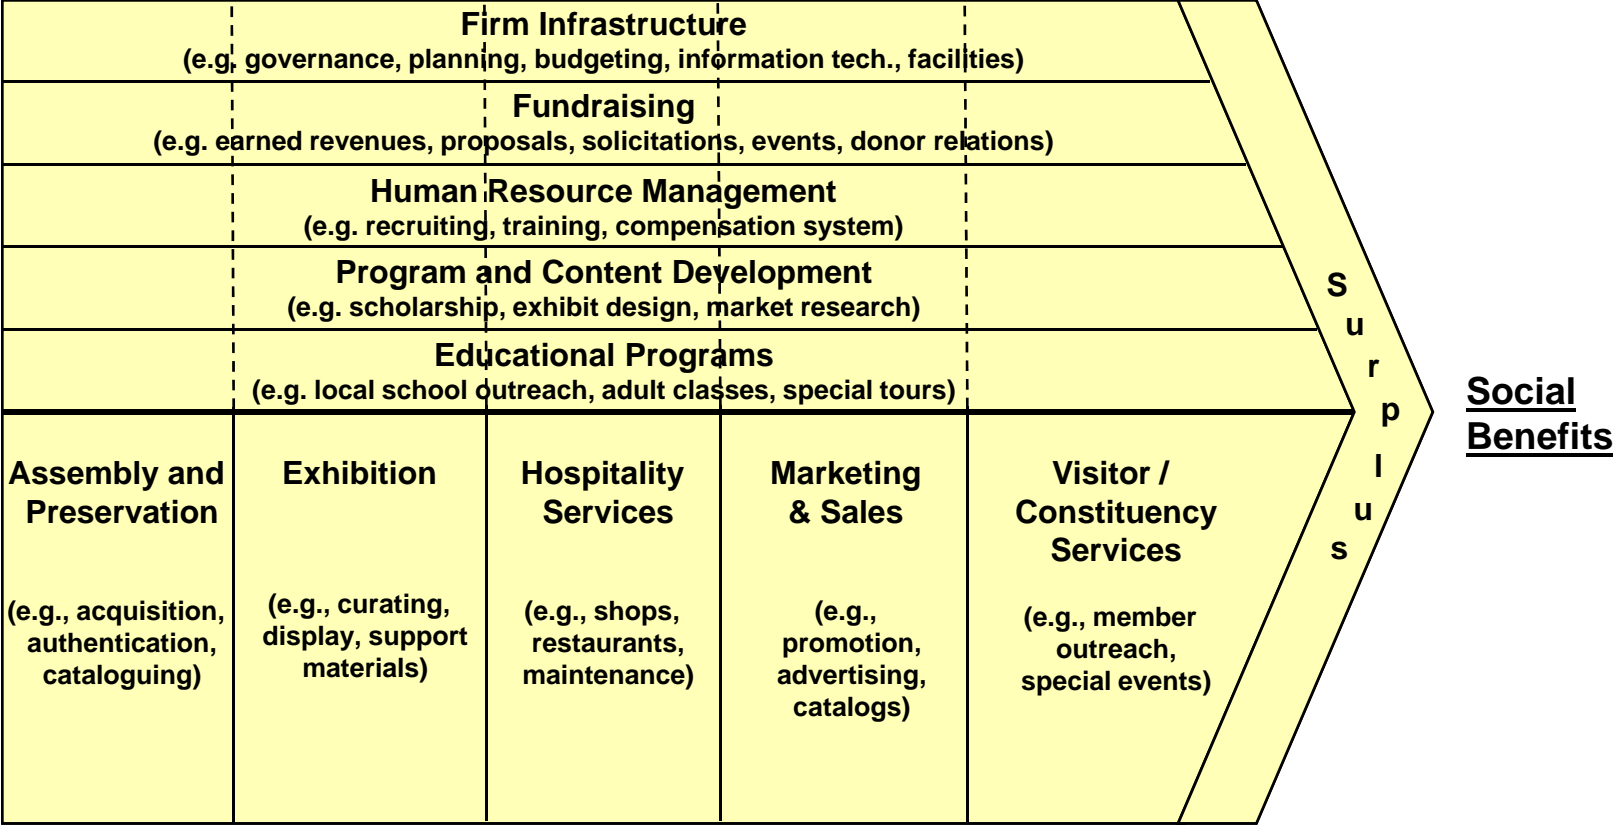 Firm Infrastructure
(e.g. governance, planning, budgeting, information tech., facilities)
Fundraising
(e.g. earned revenues, proposals, solicitations, events, donor relations)
Human Resource Management
(e.g. recruiting, training, compensation system)
Program and Content Development
(e.g. scholarship, exhibit design, market research)
Educational Programs
(e.g. local school outreach, adult classes, special tours)
Assembly and
Preservation
(e.g., acquisition,
authentication,
cataloguing)
Exhibition
(e.g., curating,
display, support
materials)
Hospitality
Services
(e.g., shops,
restaurants,
maintenance)
Marketing
& Sales
(e.g.,
promotion,
advertising,
catalogs)
Visitor /
Constituency
Services
(e.g., member
outreach,
special events)
Surplus
Social
Benefits